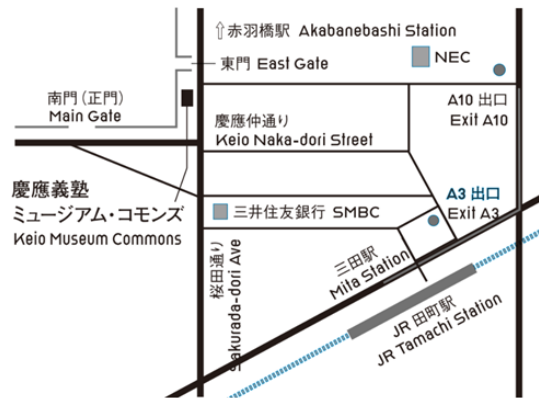 ⇧赤羽橋駅 Akabanebashi Station
NEC
東門 East Gate
南門（正門）
Main Gate
A10 出口
Exit A10
慶應仲通り
Keio Naka-dori Street
慶應義塾
ミュージアム・コモンズ
Keio Museum Commons
A3 出口
Exit A3
三井住友銀行 SMBC
桜田通り
Sakurada-dori Ave
三田駅
Mita Station
JR 田町駅
JR Tamachi Station